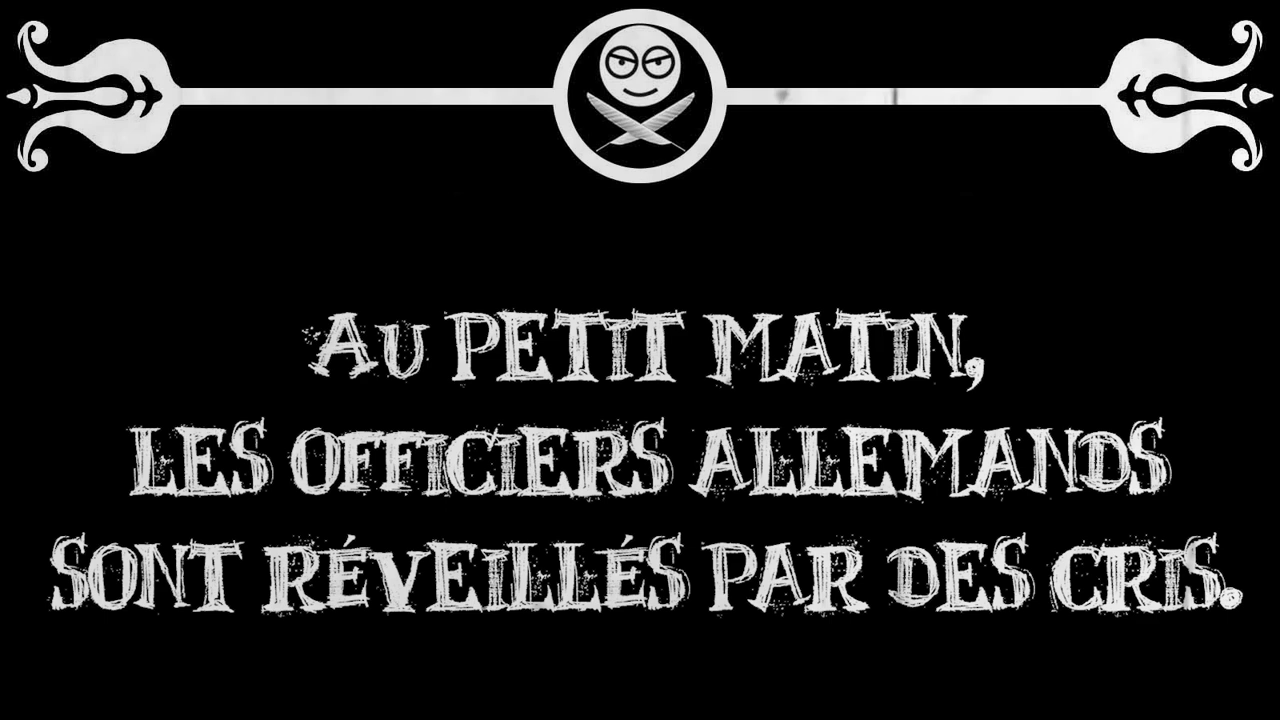 AU PETIT MATIN,
LES OFFICIERS ALLEMANDS
SONT RÉVEILLÉS PAR DES CRIS.